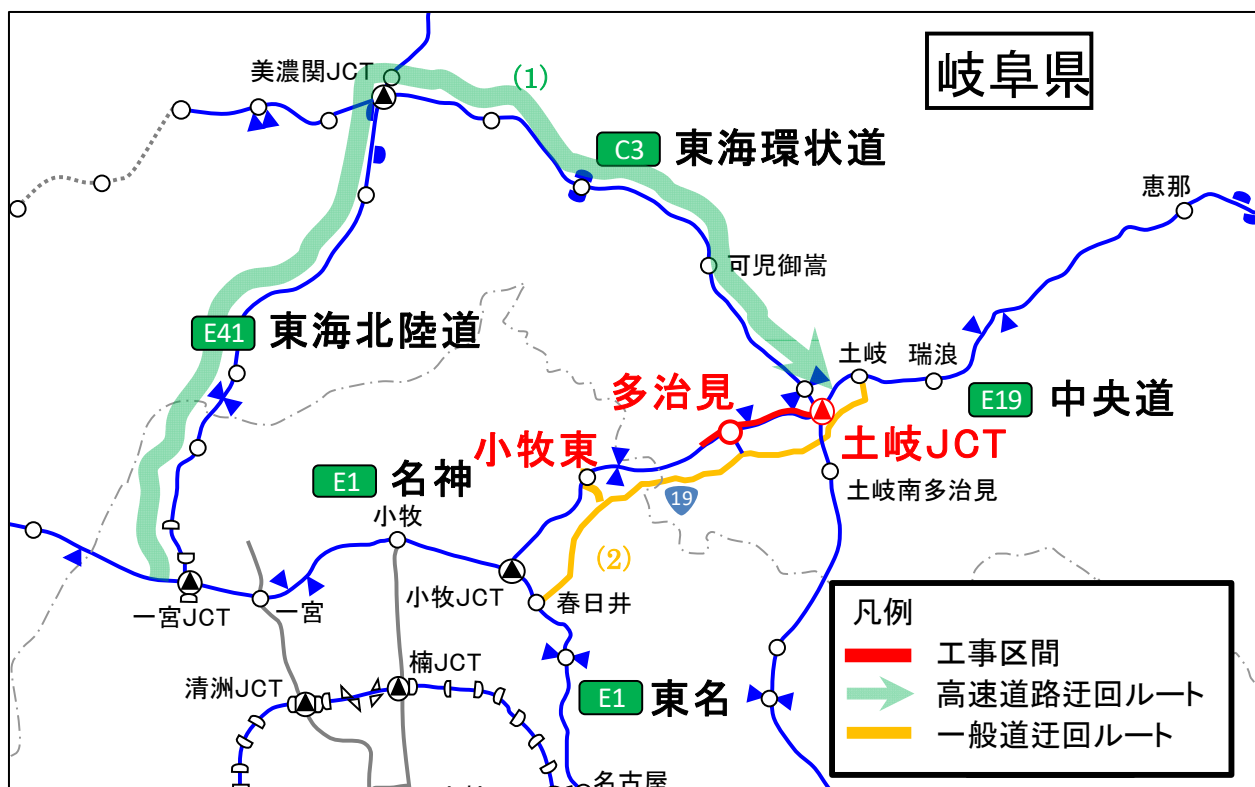 岐阜県
美濃関JCT
(1)
C3 東海環状道
恵那
可児御嵩
E41 東海北陸道
土岐
瑞浪
多治見
E19 中央道
土岐JCT
小牧東
E1 名神
土岐南多治見
19
小牧
(2)
小牧JCT
春日井
一宮JCT
一宮
楠JCT
清洲JCT
E1 東名
名古屋
凡例
工事区間
高速道路迂回ルート
一般道迂回ルート